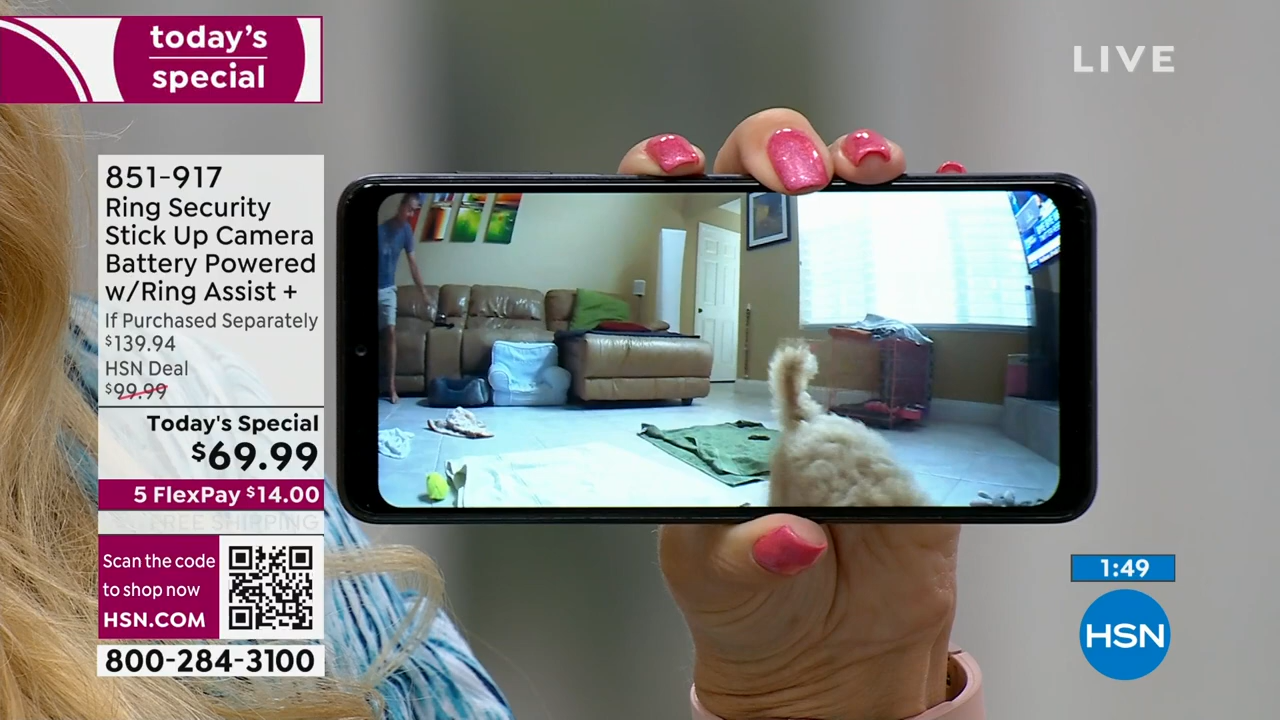 today's
special
LIVE
851-917
Ring Security
Stick Up Camera
Battery Powered
w/Ring Assist +
If Purchased Separately
$139.94
HSN Deal
$99.99
Today's Special
$69.99
5 FlexPay $14.00
FREE SHIPPING
Scan the code
to shop now
HSN.COM
800-284-3100
1:49
HSN